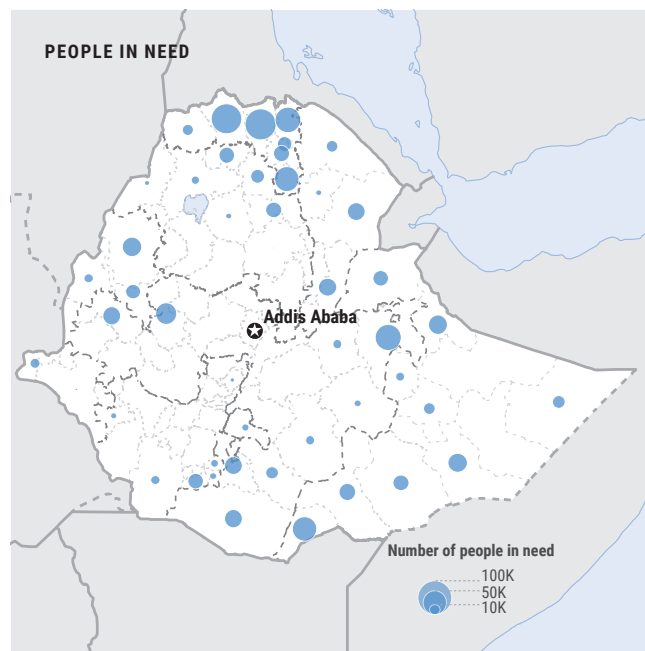 PEOPLE IN NEED
Addis Ababa
Number of people in need
100K
50K
10K